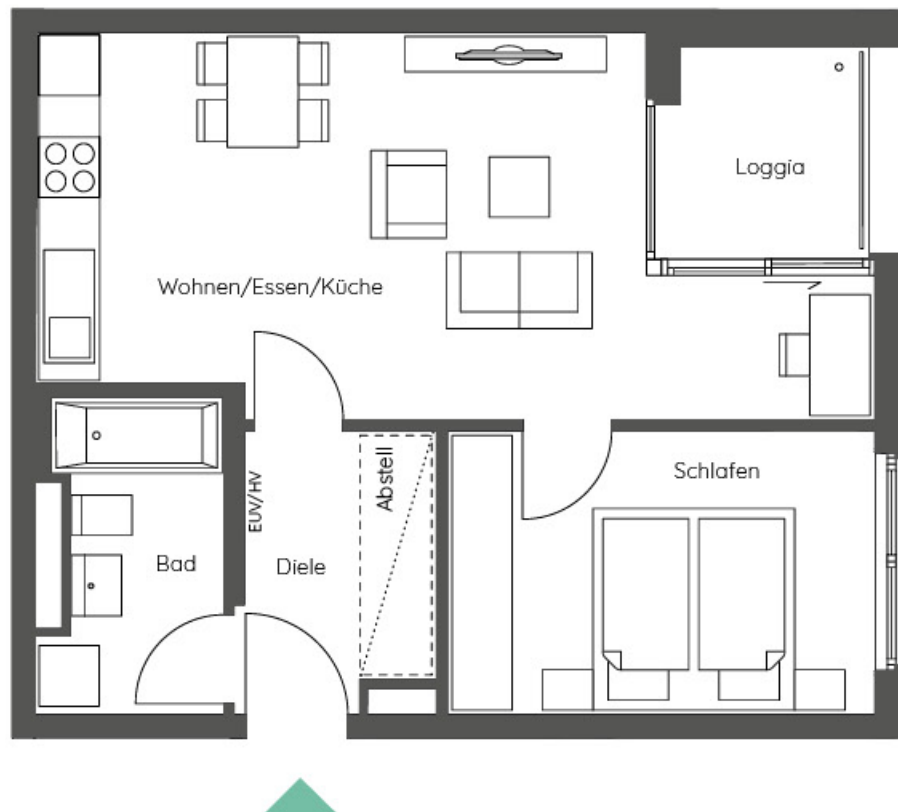 Loggia
Wohnen/Essen/Küche
Schlafen
Abstell
EUV/HV
Bad
Diele